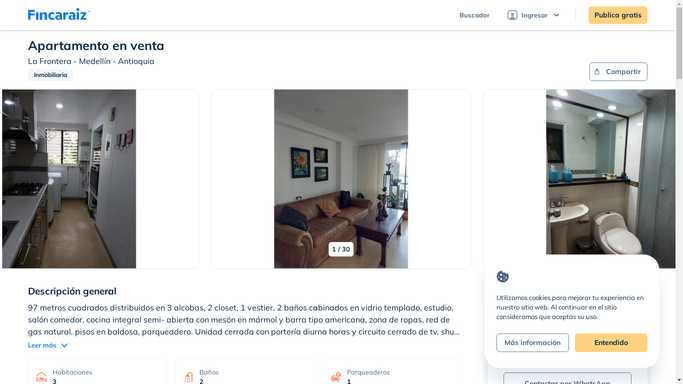 Fincaraiz
Buscador
Ingresar
Publica gratis
Apartamento en venta
La Frontera - Medellín - Antioquia
Inmobiliaria
Compartir
1 / 30
Descripción general
97 metros cuadrados distribuidos en 3 alcobas, 2 closet, 1 vestier, 2 baños cabinados en vidrio templado, estudio,
salón comedor, cocina integral semi- abierta con mesón en mármol y barra tipo americana, zona de ropas, red de
gas natural, pisos en baldosa, parqueadero. Unidad cerrada con portería diurna horas y circuito cerrado de tv, shu...
Leer más
Habitaciones
3
Baños
2
Parqueaderos
1
Utilizamos cookies para mejorar tu experiencia en
nuestro sitio web. Al continuar en el sitio
consideramos que aceptas su uso.
Más información
Entendido
Contactar por WhatsApp